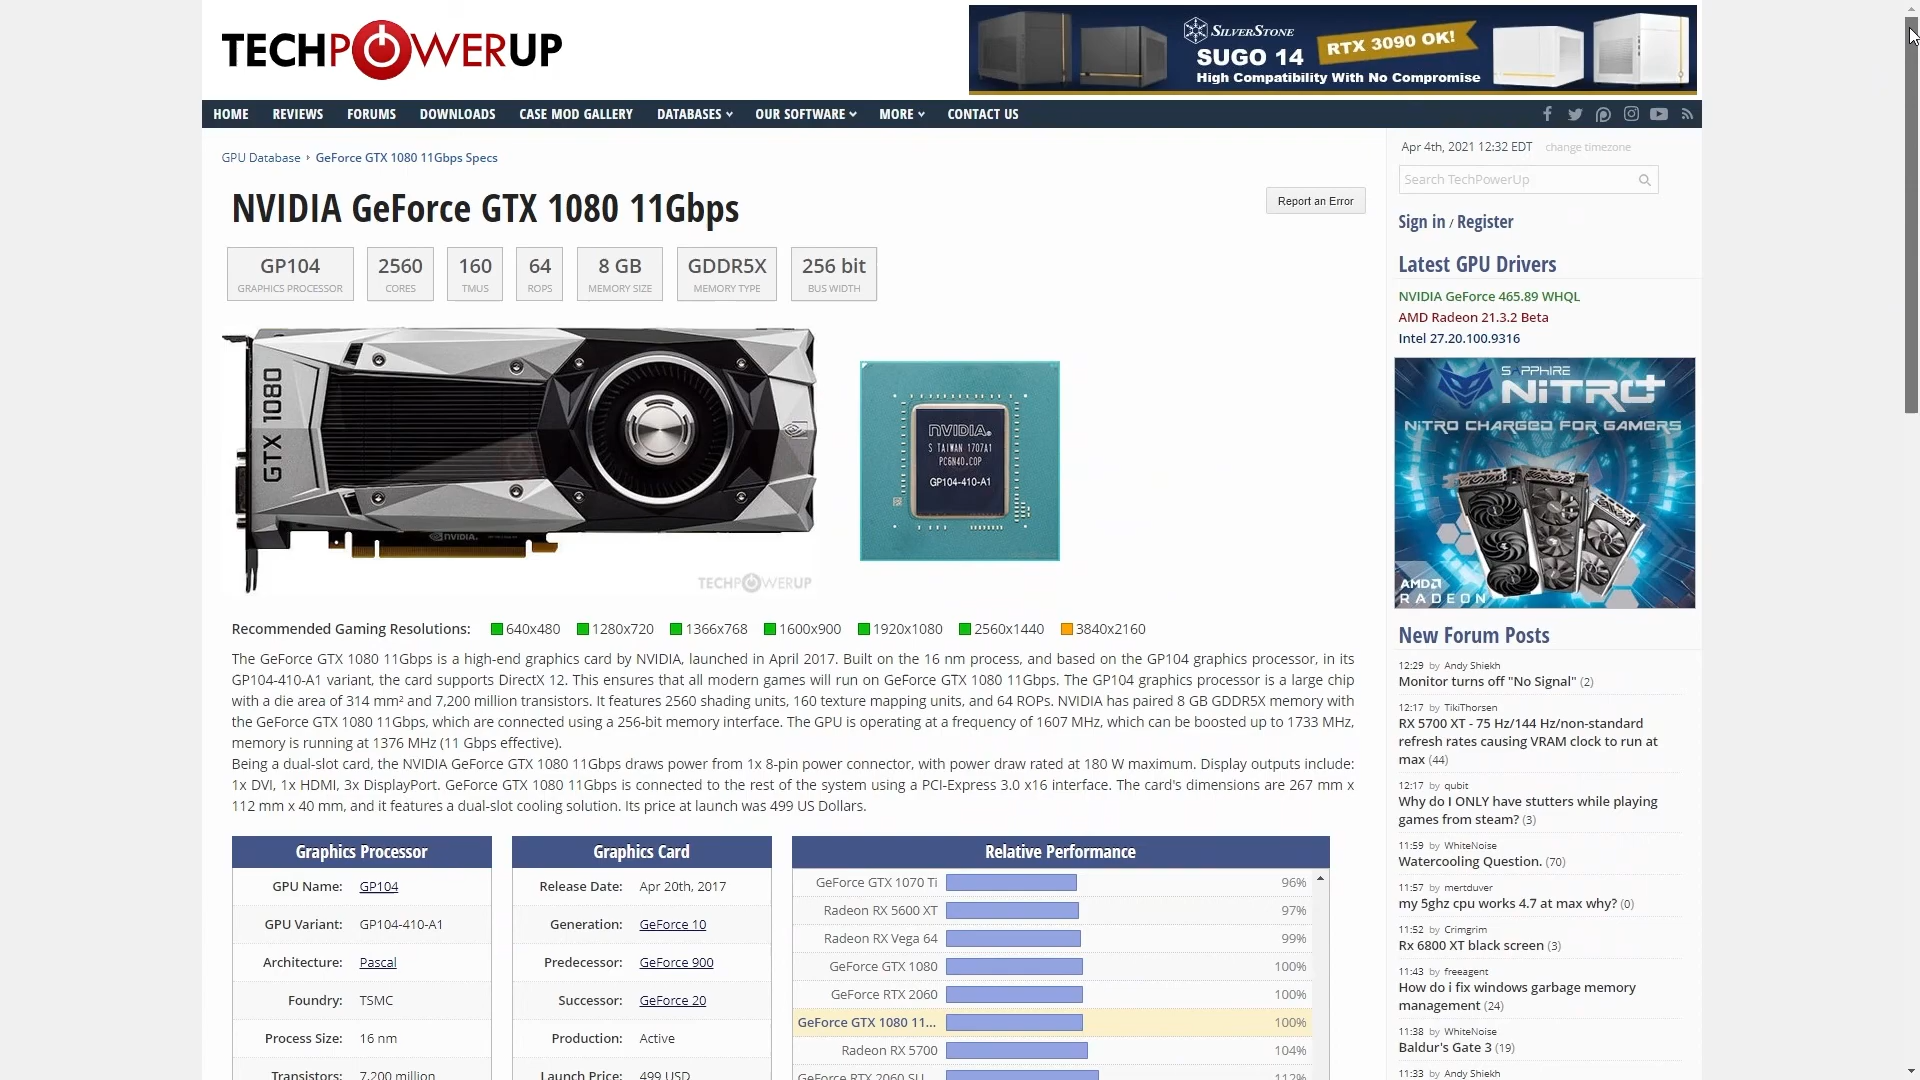 TECHPOWERUP
SILVERSTONE
SUGO 14
RTX 3090 OK!
High Compatibility With No Compromise
HOME REVIEWS FORUMS DOWNLOADS CASE MOD GALLERY DATABASES OUR SOFTWARE MORE CONTACT US
GPU Database › GeForce GTX 1080 11Gbps Specs
NVIDIA GeForce GTX 1080 11Gbps
Report an Error
GP104 2560 160 64 8 GB GDDR5X 256 bit
GRAPHICS PROCESSOR CORES TMUS ROPS MEMORY SIZE MEMORY TYPE BUS WIDTH
GTX 1080
NVIDIA.
TECHPOWERUP
NVIDIA.
S TAIWAN 1707A1
PC6N40.COP
GP104-410-A1
Recommended Gaming Resolutions: 640x480 1280x720 1366x768 1600x900 1920x1080 2560x1440 3840x2160
The GeForce GTX 1080 11Gbps is a high-end graphics card by NVIDIA, launched in April 2017. Built on the 16 nm process, and based on the GP104 graphics processor, in its
GP104-410-A1 variant, the card supports DirectX 12. This ensures that all modern games will run on GeForce GTX 1080 11Gbps. The GP104 graphics processor is a large chip
with a die area of 314 mm² and 7,200 million transistors. It features 2560 shading units, 160 texture mapping units, and 64 ROPs. NVIDIA has paired 8 GB GDDR5X memory with
the GeForce GTX 1080 11Gbps, which are connected using a 256-bit memory interface. The GPU is operating at a frequency of 1607 MHz, which can be boosted up to 1733 MHz,
memory is running at 1376 MHz (11 Gbps effective).
Being a dual-slot card, the NVIDIA GeForce GTX 1080 11Gbps draws power from 1x 8-pin power connector, with power draw rated at 180 W maximum. Display outputs include:
1x DVI, 1x HDMI, 3x DisplayPort. GeForce GTX 1080 11Gbps is connected to the rest of the system using a PCI-Express 3.0 x16 interface. The card's dimensions are 267 mm x
112 mm x 40 mm, and it features a dual-slot cooling solution. Its price at launch was 499 US Dollars.
Graphics Processor
GPU Name: GP104
GPU Variant: GP104-410-A1
Architecture: Pascal
Foundry: TSMC
Process Size: 16 nm
Transistors: 7,200 million
Graphics Card
Release Date: Apr 20th, 2017
Generation: GeForce 10
Predecessor: GeForce 900
Successor: GeForce 20
Production: Active
Launch Price: 499 USD
Relative Performance
GeForce GTX 1070 Ti 96%
Radeon RX 5600 XT 97%
Radeon RX Vega 64 99%
GeForce GTX 1080 100%
GeForce RTX 2060 100%
GeForce GTX 1080 11... 100%
Radeon RX 5700 104%
GeForce RTX 2060 SU... 112%
Apr 4th, 2021 12:32 EDT change timezone
Search TechPowerUp
Sign in / Register
Latest GPU Drivers
NVIDIA GeForce 465.89 WHQL
AMD Radeon 21.3.2 Beta
Intel 27.20.100.9316
SAPPHIRE
NITRO+
NITRO CHARGED FOR GAMERS
AMD
RADEON
New Forum Posts
12:29 by Andy Shiekh
Monitor turns off "No Signal" (2)
12:17 by TikiThorsen
RX 5700 XT - 75 Hz/144 Hz/non-standard
refresh rates causing VRAM clock to run at
max (44)
12:17 by qubit
Why do I ONLY have stutters while playing
games from steam? (3)
11:59 by WhiteNoise
Watercooling Question. (70)
11:57 by mertduver
my 5ghz cpu works 4.7 at max why? (0)
11:52 by Crimgrim
Rx 6800 XT black screen (3)
11:43 by freeagent
How do i fix windows garbage memory
management (24)
11:38 by WhiteNoise
Baldur's Gate 3 (19)
11:33 by Andy Shiekh